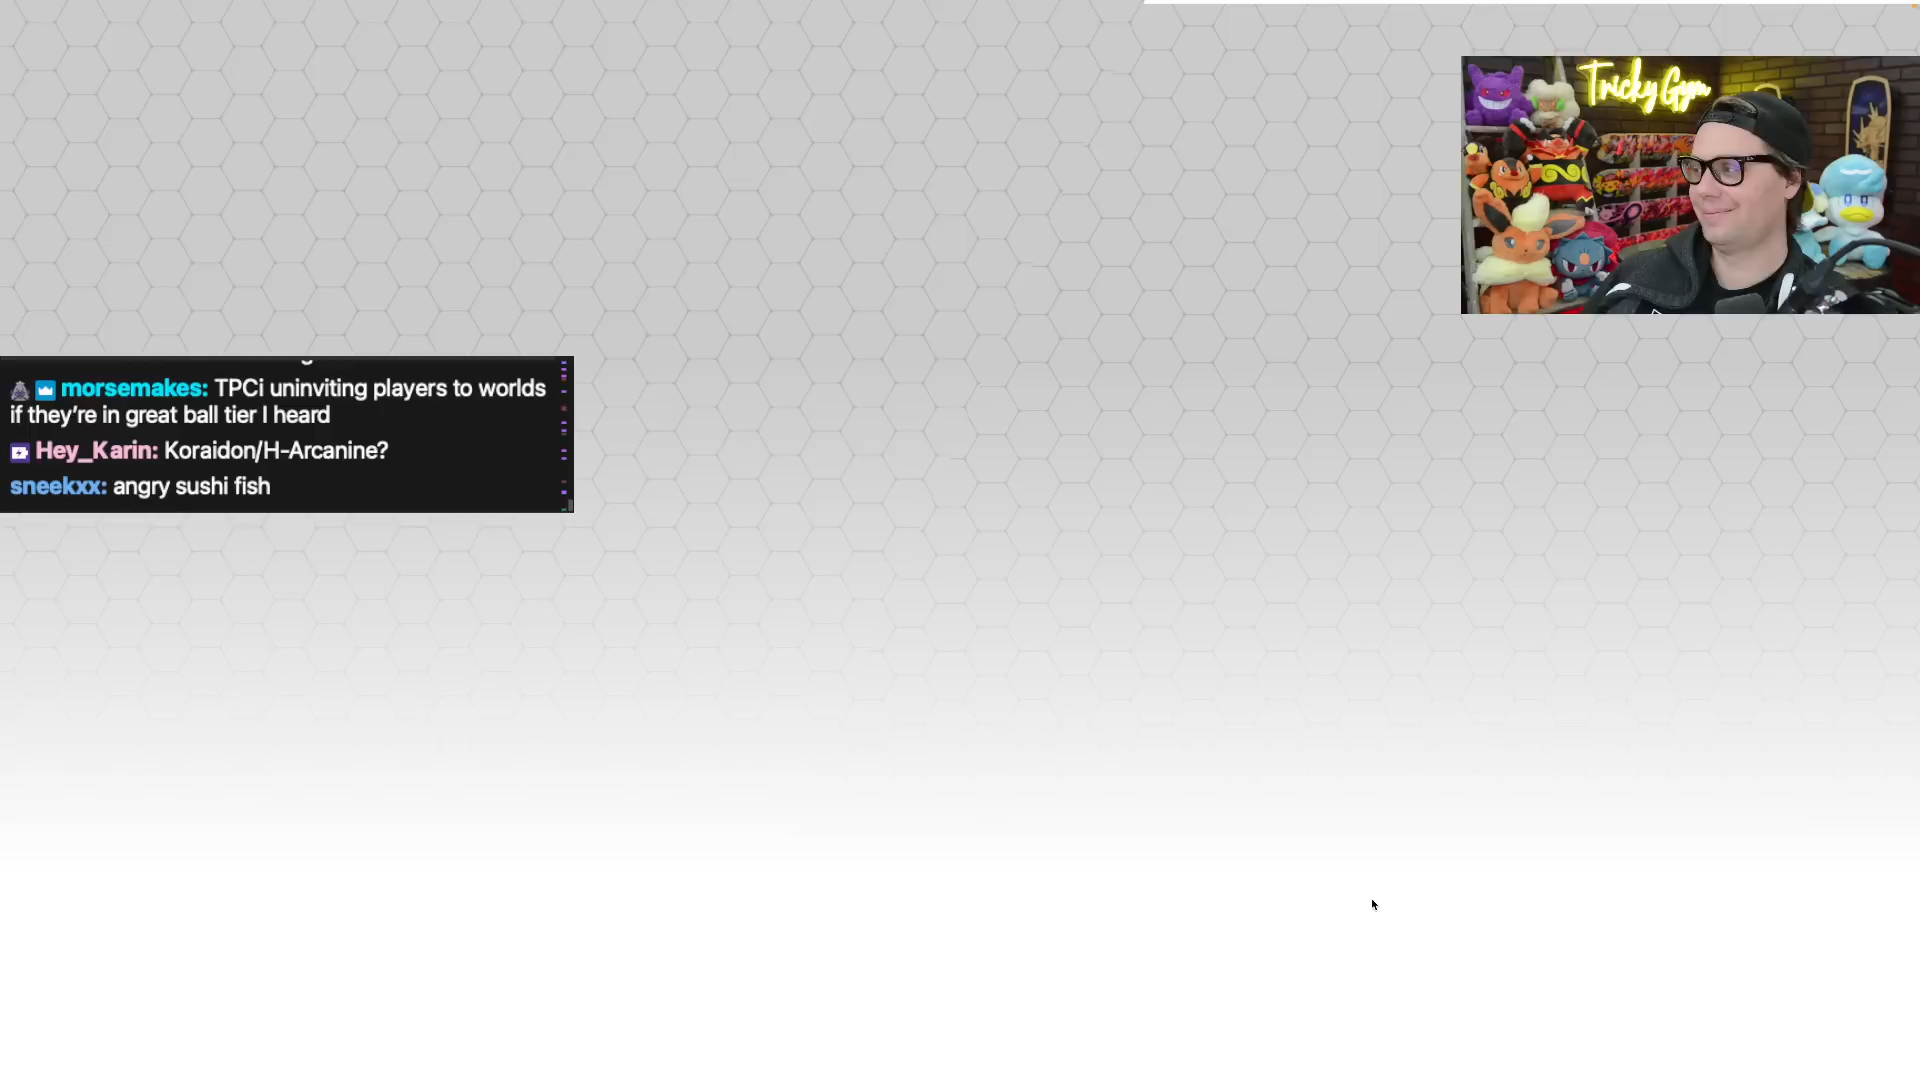 Tricky Gym
morsemakes: TPCi uninviting players to worlds
if they're in great ball tier I heard
Hey_Karin: Koraidon/H-Arcanine?
sneekxx: angry sushi fish